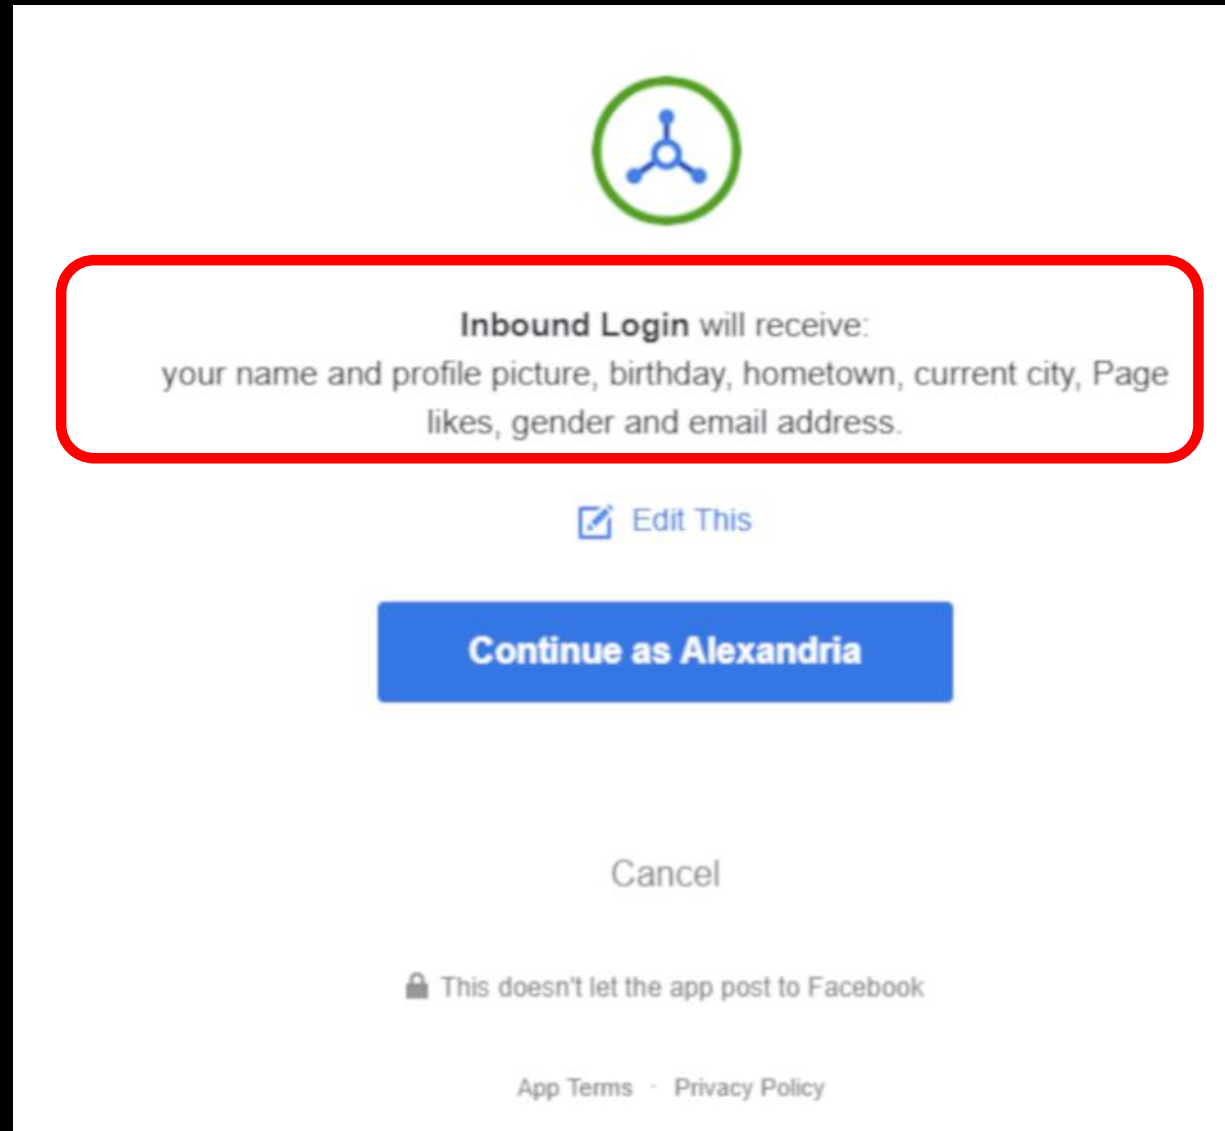 Inbound Login will receive:
your name and profile picture, birthday, hometown, current city, Page
likes, gender and email address.
Edit This
Continue as Alexandria
Cancel
This doesn't let the app post to Facebook
App Terms · Privacy Policy